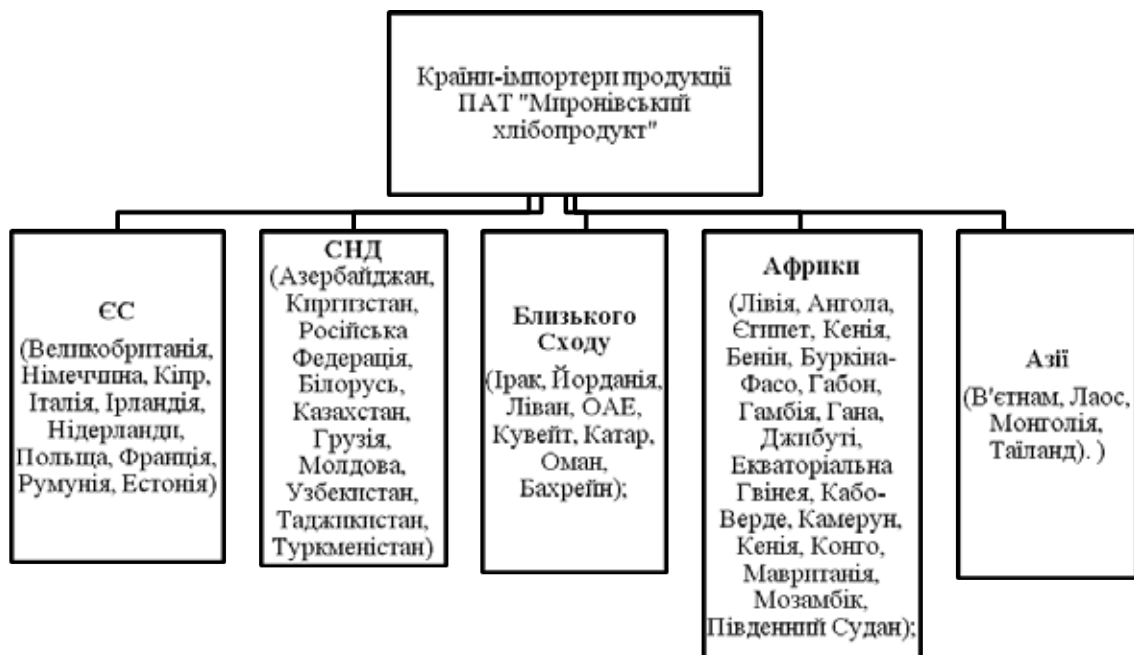 Країни-імпортери продукції
ПАТ "Миронівський
хлібопродукт"
ЄС
(Великобританія,
Німеччина, Кіпр,
Італія, Ірландія,
Нідерланди,
Польща, Франція,
Румунія, Естонія)
СНД
(Азербайджан,
Киргизстан,
Російська
Федерація,
Білорусь,
Казахстан,
Грузія,
Молдова,
Узбекистан,
Таджикистан,
Туркменістан)
Близького
Сходу
(Ірак, Йорданія,
Ліван, ОАЕ,
Кувейт, Катар,
Оман,
Бахрейн);
Африки
(Лівія, Ангола,
Єгипет, Кенія,
Бенін, Буркіна-
Фасо, Габон,
Гамбія, Гана,
Джибуті,
Екваторіальна
Гвінея, Кабо-
Верде, Камерун,
Кенія, Конго,
Мавританія,
Мозамбік,
Південний Судан);
Азії
(В'єтнам, Лаос,
Монголія,
Таїланд). )